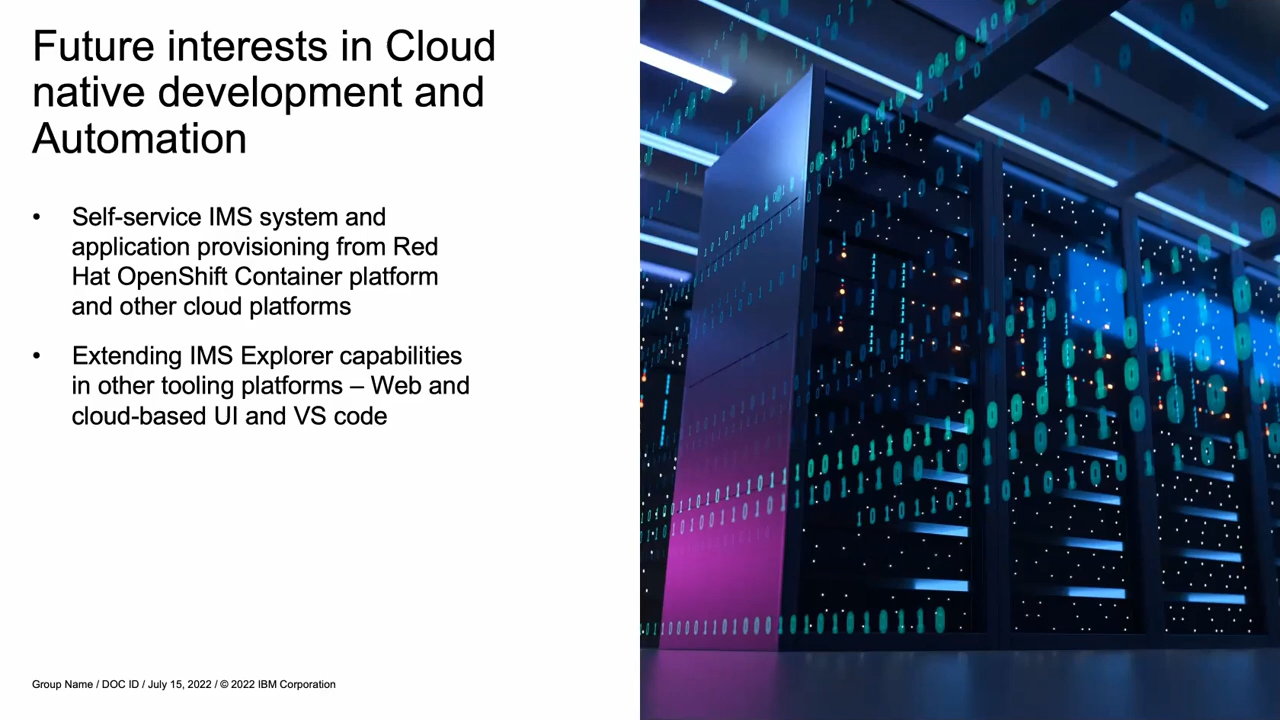 Future interests in Cloud
native development and
Automation
• Self-service IMS system and
application provisioning from Red
Hat OpenShift Container platform
and other cloud platforms
• Extending IMS Explorer capabilities
in other tooling platforms – Web and
cloud-based UI and VS code
Group Name / DOC ID / July 15, 2022 / © 2022 IBM Corporation